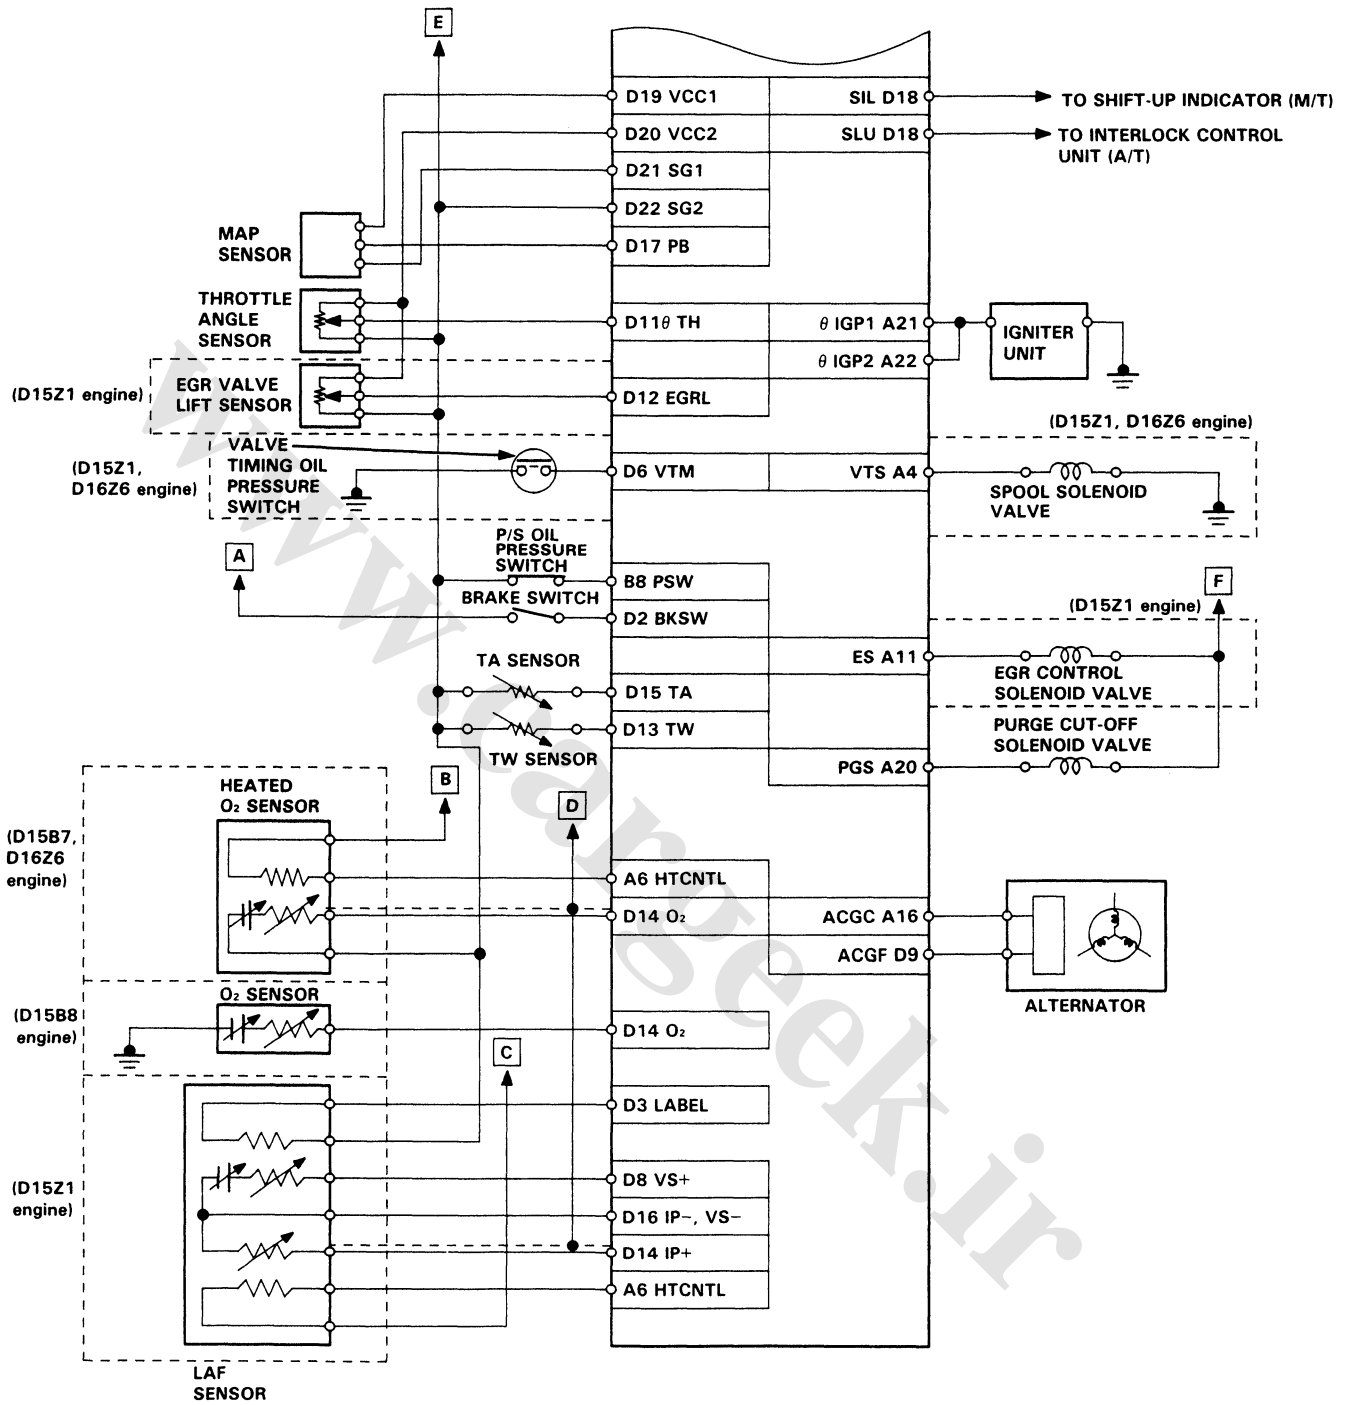 E
D19 VCC1
SIL D18
TO SHIFT-UP INDICATOR (M/T)
D20 VCC2
SLU D18
TO INTERLOCK CONTROL
UNIT (A/T)
D21 SG1
D22 SG2
MAP
SENSOR
D17 PB
THROTTLE
ANGLE
SENSOR
D11θ TH
θ IGP1 A21
IGNITER
UNIT
θ IGP2 A22
(D15Z1 engine)
EGR VALVE
LIFT SENSOR
D12 EGRL
(D15Z1, D16Z6 engine)
(D15Z1,
D16Z6 engine)
VALVE
TIMING OIL
PRESSURE
SWITCH
D6 VTM
VTS A4
SPOOL SOLENOID
VALVE
A
P/S OIL
PRESSURE
SWITCH
B8 PSW
F
BRAKE SWITCH
D2 BKSW
(D15Z1 engine)
ES A11
EGR CONTROL
SOLENOID VALVE
TA SENSOR
D15 TA
D13 TW
TW SENSOR
PURGE CUT-OFF
SOLENOID VALVE
PGS A20
B
D
HEATED
O₂ SENSOR
(D15B7,
D16Z6
engine)
A6 HTCNTL
D14 O₂
ACGC A16
ACGF D9
ALTERNATOR
O₂ SENSOR
(D15B8
engine)
D14 O₂
C
D3 LABEL
(D15Z1
engine)
D8 VS+
D16 IP−, VS−
D14 IP+
A6 HTCNTL
LAF
SENSOR
www.cargeek.ir